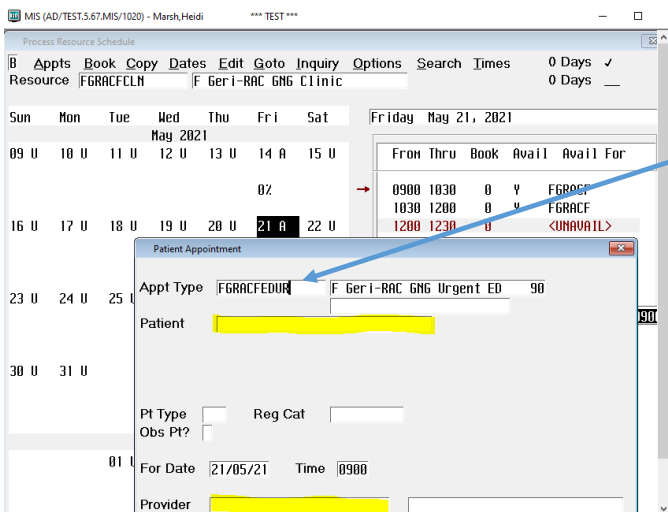 MIS (AD/TEST.5.67.MIS/1020) - Marsh,Heidi *** TEST ***
Process Resource Schedule
B Appts Book Copy Dates Edit Goto Inquiry Options Search Times 0 Days ✓
Resource FGRACFCLN F Geri-RAC GNG Clinic 0 Days
Sun Mon Tue Wed Thu Fri Sat Friday May 21, 2021
May 2021
09 U 10 U 11 U 12 U 13 U 14 A 15 U From Thru Book Avail Avail For
0% 0900 1030 0 Y FGRACF
1030 1200 0 Y FGRACF
16 U 17 U 18 U 19 U 20 U 21 A 22 U 1200 1230 0 <UNAVAIL>
Patient Appointment
Appt Type FGRACFEDUR F Geri-RAC GNG Urgent ED 90
23 U 24 U 25 U
Patient
30 U 31 U
Pt Type Reg Cat
Obs Pt?
01 U For Date 21/05/21 Time 0900
Provider